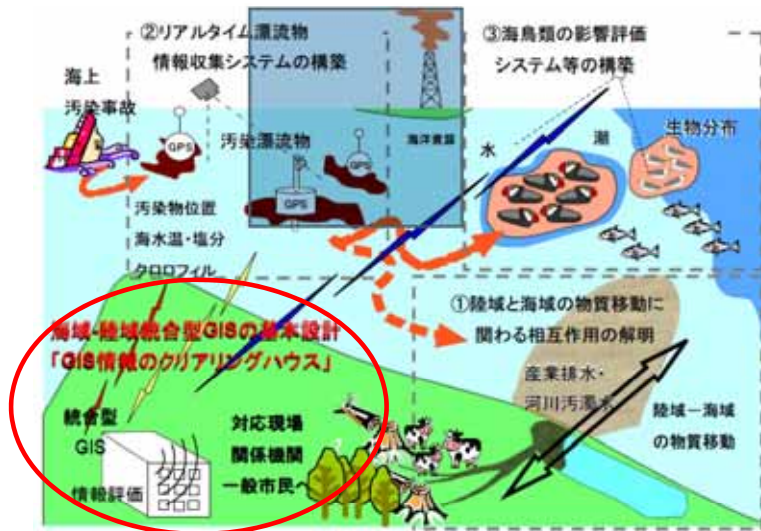 ②リアルタイム漂流物
情報収集システムの構築
③海鳥類の影響評価
システム等の構築
海上
汚染事故
GPS
汚染漂流物
GPS
GPS
海洋資源
水
潮
生物分布
汚染物位置
海水温・塩分
クロロフィル
①陸域と海域の物質移動に
関わる相互作用の解明
産業排水・
河川汚濁水
陸域－海域
の物質移動
海域-陸域統合型GISの基本設計
「GIS情報のクリアリングハウス」
統合型
GIS
情報評価
対応現場
関係機関
一般市民へ